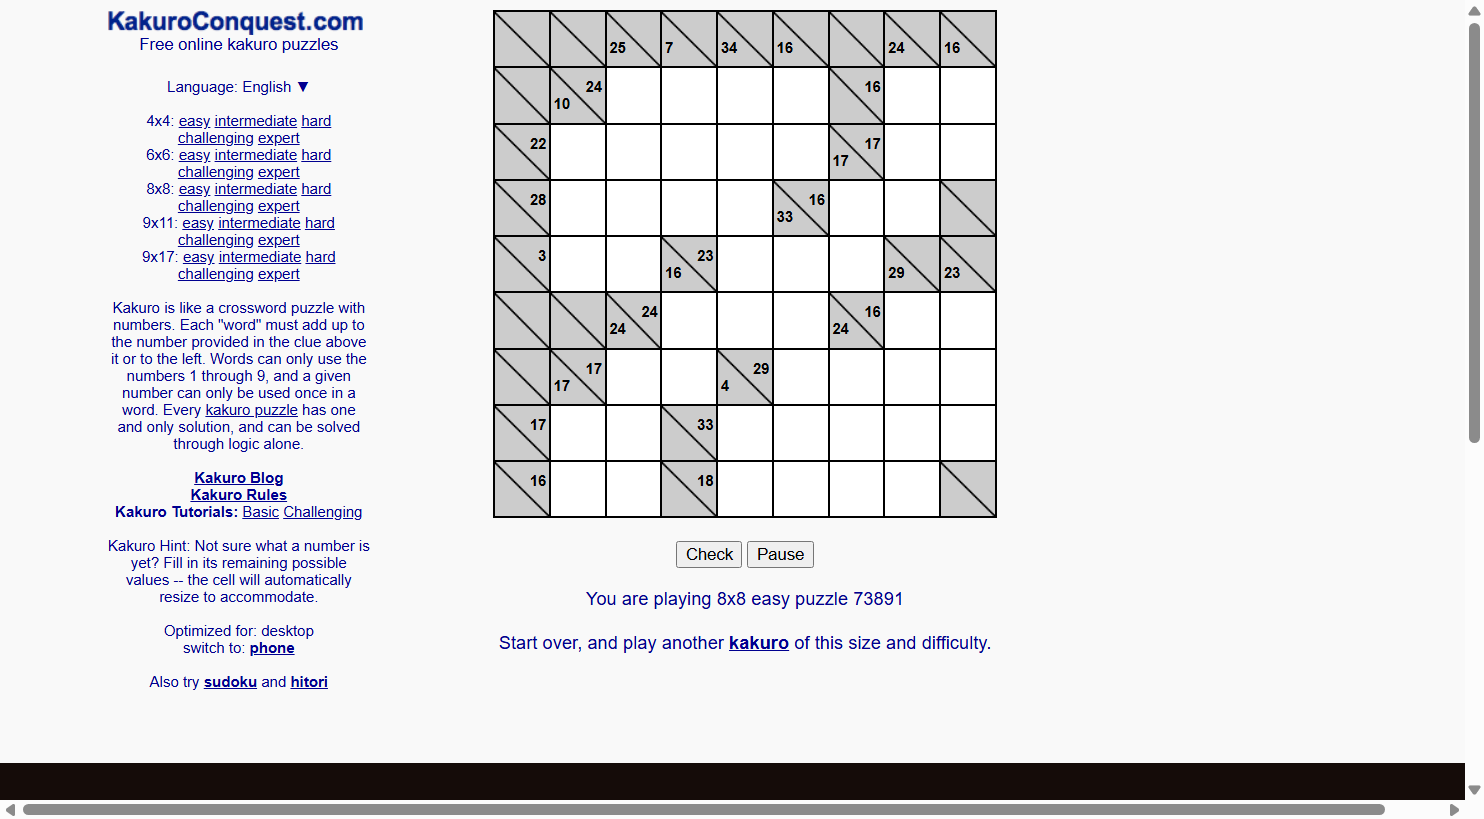 KakuroConquest.com
Free online kakuro puzzles
Language: English ▼
4x4: easy intermediate hard
challenging expert
6x6: easy intermediate hard
challenging expert
8x8: easy intermediate hard
challenging expert
9x11: easy intermediate hard
challenging expert
9x17: easy intermediate hard
challenging expert
Kakuro is like a crossword puzzle with
numbers. Each "word" must add up to
the number provided in the clue above
it or to the left. Words can only use the
numbers 1 through 9, and a given
number can only be used once in a
word. Every kakuro puzzle has one
and only solution, and can be solved
through logic alone.
Kakuro Blog
Kakuro Rules
Kakuro Tutorials: Basic Challenging
Kakuro Hint: Not sure what a number is
yet? Fill in its remaining possible
values -- the cell will automatically
resize to accommodate.
Optimized for: desktop
switch to: phone
Also try sudoku and hitori
25 7 34 16 24 16
24 16
10
22 17
17
28 16
33
3 23
16 29 23
24 16
24 24
17 29
17 4
17 33
16 18
Check Pause
You are playing 8x8 easy puzzle 73891
Start over, and play another kakuro of this size and difficulty.